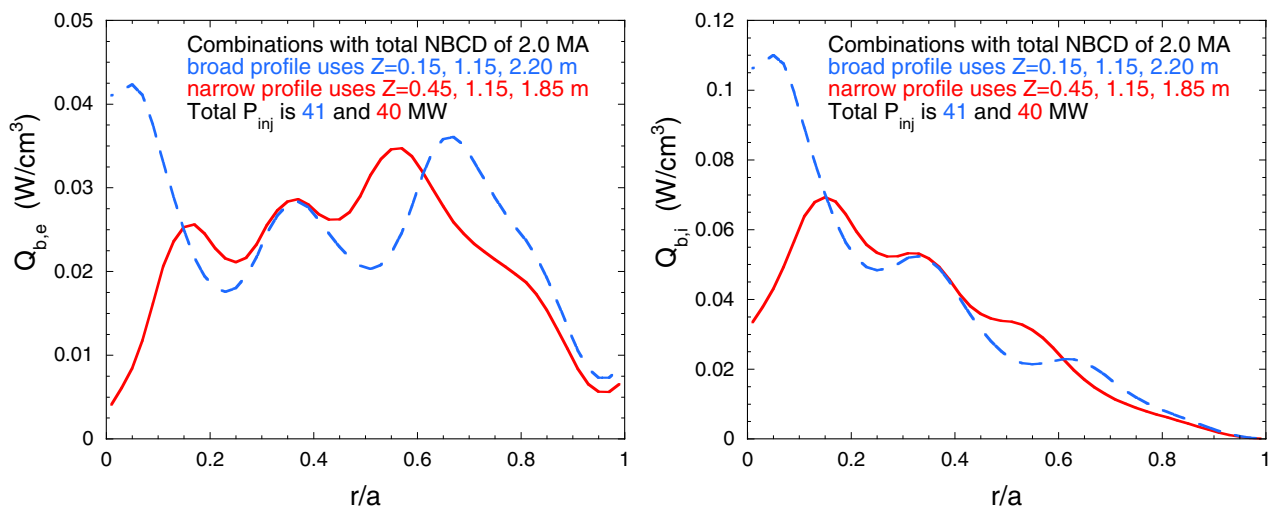 0.05
0.04
0.03
0.02
0.01
0
Q_b,e (W/cm³)
Combinations with total NBCD of 2.0 MA
broad profile uses Z=0.15, 1.15, 2.20 m
narrow profile uses Z=0.45, 1.15, 1.85 m
Total P_inj is 41 and 40 MW
0 0.2 0.4 0.6 0.8 1
r/a
0.12
0.1
0.08
0.06
0.04
0.02
0
Q_b,i (W/cm³)
Combinations with total NBCD of 2.0 MA
broad profile uses Z=0.15, 1.15, 2.20 m
narrow profile uses Z=0.45, 1.15, 1.85 m
Total P_inj is 41 and 40 MW
0 0.2 0.4 0.6 0.8 1
r/a